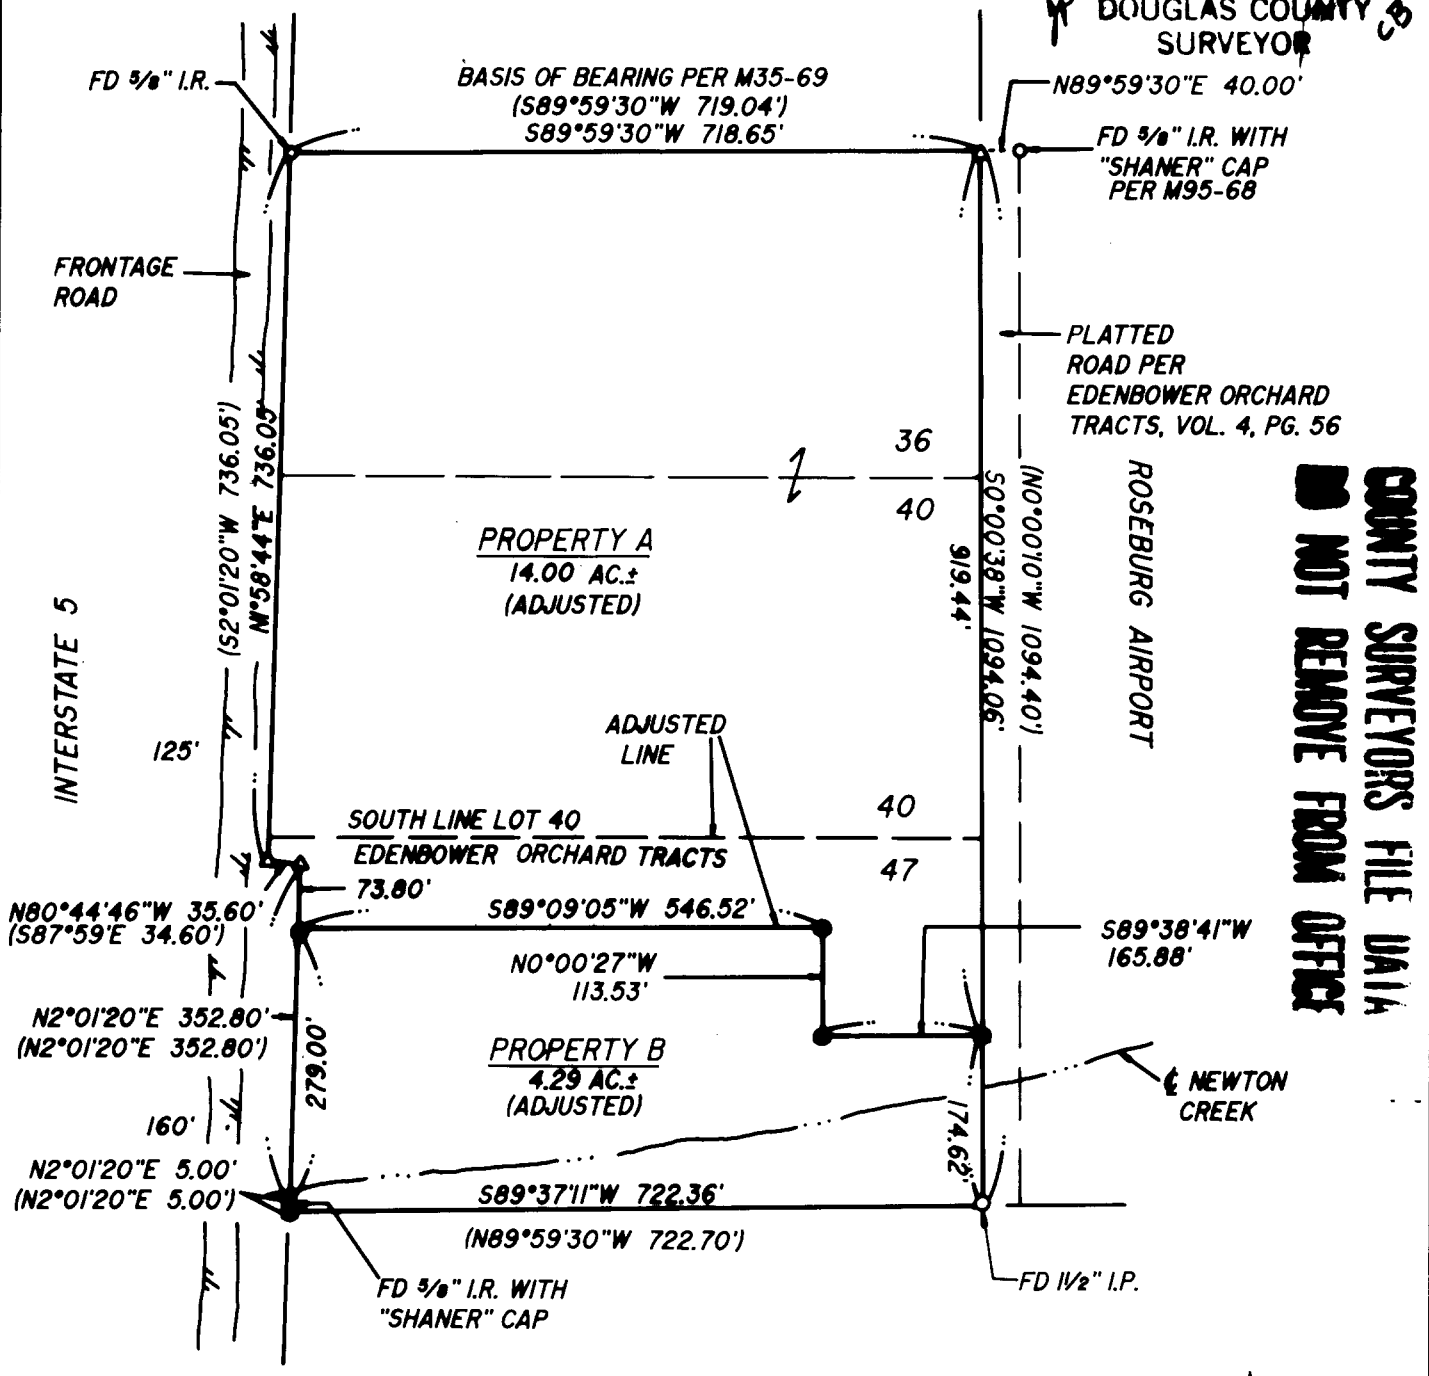 DOUGLAS COUNTY
SURVEYOR
CB
FD 5/8" I.R.
BASIS OF BEARING PER M35-69
(S89°59'30"W 719.04')
S89°59'30"W 718.65'
N89°59'30"E 40.00'
FD 5/8" I.R. WITH
"SHANER" CAP
PER M95-68
FRONTAGE
ROAD
PLATTED
ROAD PER
EDENBOWER ORCHARD
TRACTS, VOL. 4, PG. 56
(S2°01'20"W 736.05')
N1°58'44"E 736.05'
36
40
PROPERTY A
14.00 AC.±
(ADJUSTED)
919.44'
S0°00'38"W 1094.06'
(N0°00'10"W 1094.40')
ROSEBURG AIRPORT
COUNTY SURVEYORS FILE DATA
DO NOT REMOVE FROM OFFICE
INTERSTATE 5
125'
ADJUSTED
LINE
SOUTH LINE LOT 40
40
EDENBOWER ORCHARD TRACTS
47
73.80'
N80°44'46"W 35.60'
(S87°59'E 34.60')
S89°09'05"W 546.52'
S89°38'41"W
165.88'
N0°00'27"W
113.53'
N2°01'20"E 352.80'
(N2°01'20"E 352.80')
279.00'
PROPERTY B
4.29 AC.±
(ADJUSTED)
℄ NEWTON
CREEK
160'
174.62'
N2°01'20"E 5.00'
(N2°01'20"E 5.00')
S89°37'11"W 722.36'
(N89°59'30"W 722.70')
FD 5/8" I.R. WITH
"SHANER" CAP
FD 1 1/2" I.P.